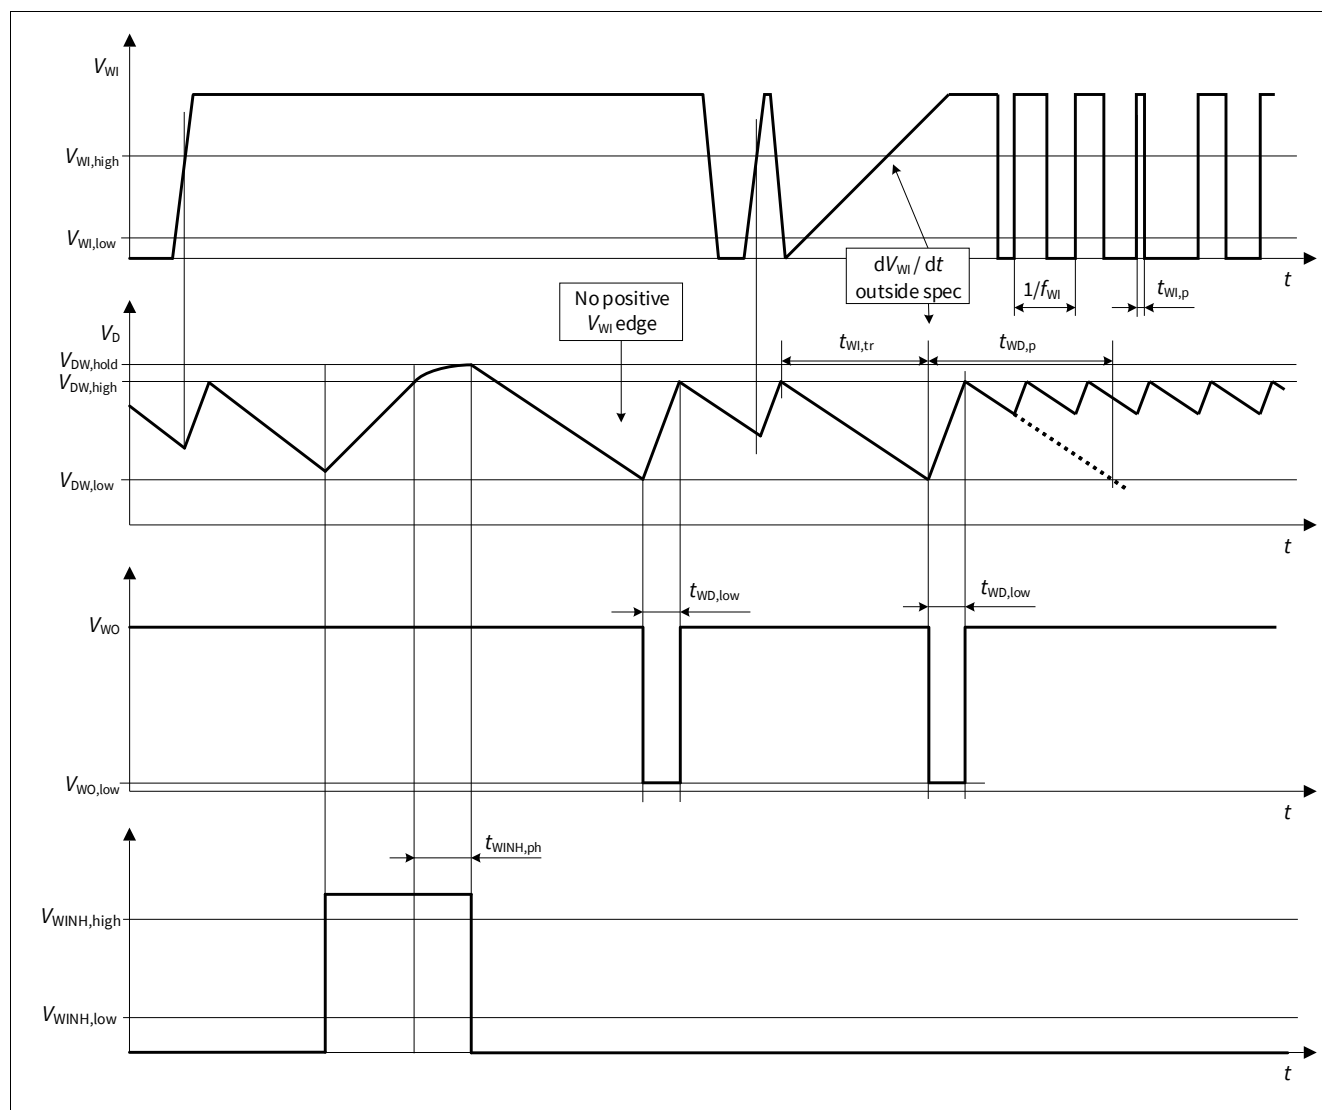 V_WI
V_WI,high
V_WI,low
dV_WI / dt
outside spec
t
1/f_WI
t_WI,p
No positive
V_WI edge
V_D
V_DW,hold
V_DW,high
t_WI,tr
t_WD,p
V_DW,low
t
t_WD,low
t_WD,low
V_WO
V_WO,low
t
t_WINH,ph
V_WINH,high
V_WINH,low
t